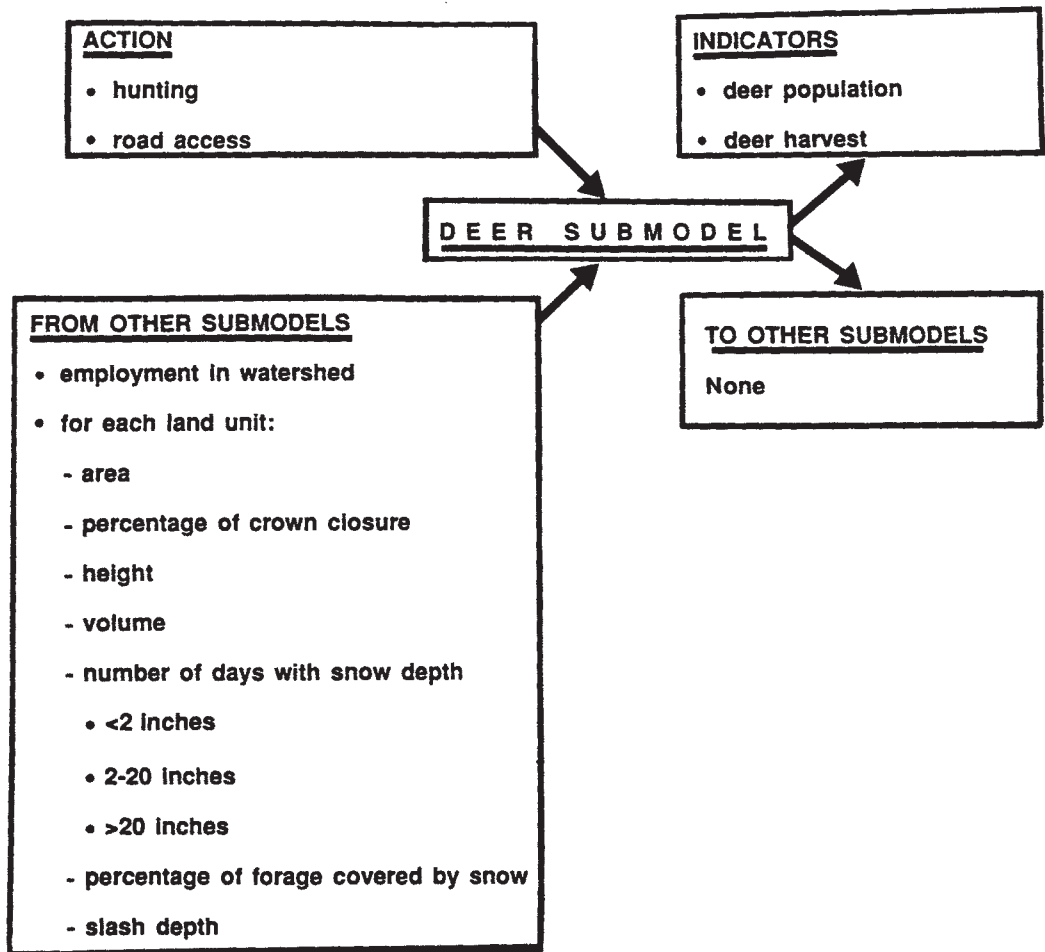 ACTION
• hunting
• road access
INDICATORS
• deer population
• deer harvest
DEER SUBMODEL
FROM OTHER SUBMODELS
• employment in watershed
• for each land unit:
- area
- percentage of crown closure
- height
- volume
- number of days with snow depth
• <2 inches
• 2-20 inches
• >20 inches
- percentage of forage covered by snow
- slash depth
TO OTHER SUBMODELS
None